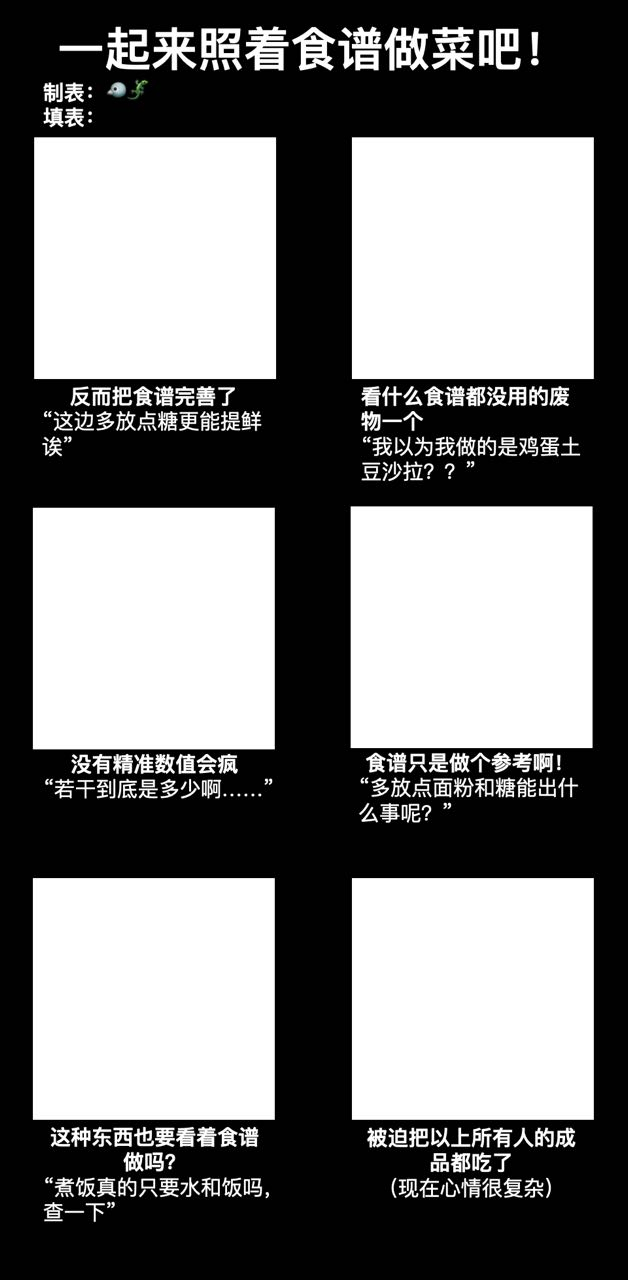 一起来照着食谱做菜吧！
制表：🐦🦎
填表：
反而把食谱完善了
“这边多放点糖更能提鲜
诶”
看什么食谱都没用的废
物一个
“我以为我做的是鸡蛋土
豆沙拉？？”
没有精准数值会疯
“若干到底是多少啊……”
食谱只是做个参考啊！
“多放点面粉和糖能出什
么事呢？”
这种东西也要看着食谱
做吗？
“煮饭真的只要水和饭吗，
查一下”
被迫把以上所有人的成
品都吃了
（现在心情很复杂）